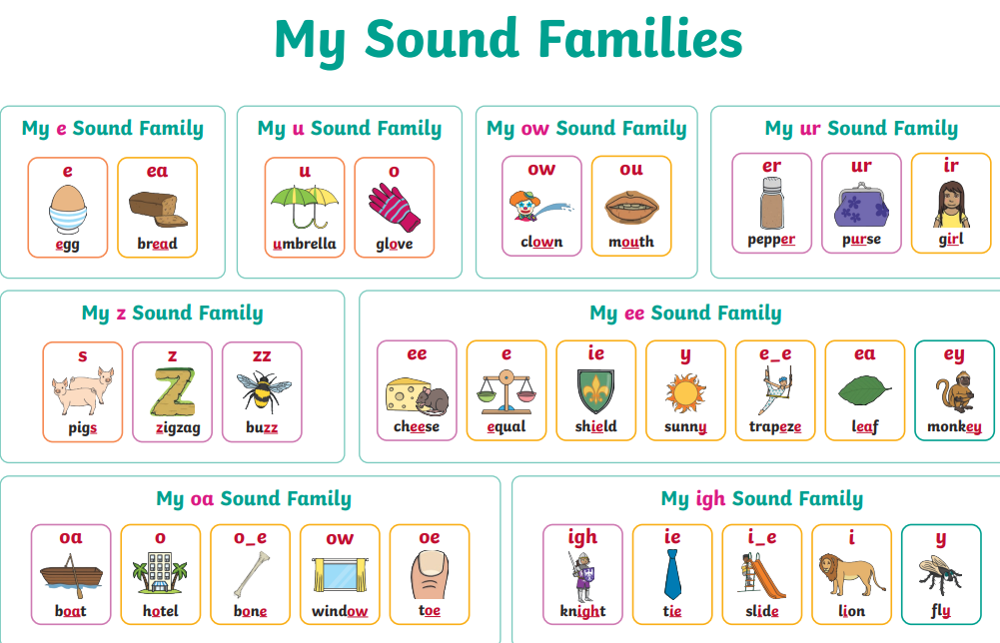 My Sound Families
My e Sound Family
e ea
egg bread
My u Sound Family
u o
umbrella glove
My ow Sound Family
ow ou
clown mouth
My ur Sound Family
er ur ir
pepper purse girl
My z Sound Family
s z zz
pigs zigzag buzz
My ee Sound Family
ee e ie y e_e ea ey
cheese equal shield sunny trapeze leaf monkey
My oa Sound Family
oa o o_e ow oe
boat hotel bone window toe
My igh Sound Family
igh ie i_e i y
knight tie slide lion fly